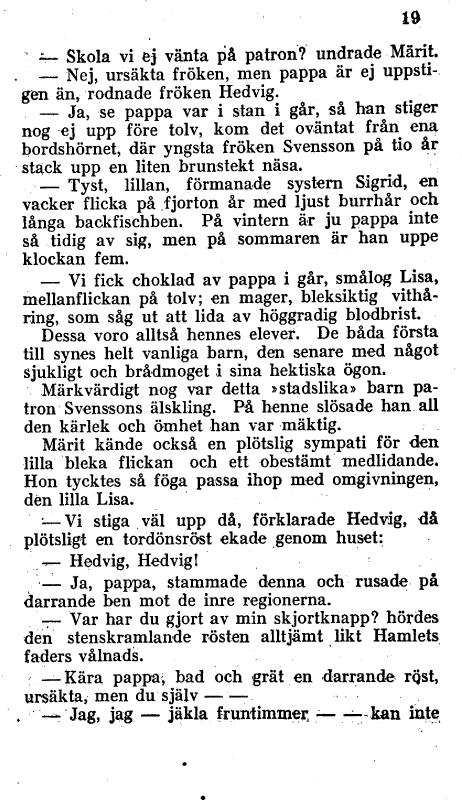 19
— Skola vi ej vänta på patron? undrade Märit.
— Nej, ursäkta fröken, men pappa är ej uppsti-
gen än, rodnade fröken Hedvig.
— Ja, se pappa var i stan i går, så han stiger
nog ej upp före tolv, kom det oväntat från ena
bordshörnet, där yngsta fröken Svensson på tio år
stack upp en liten brunstekt näsa.
— Tyst, lillan, förmanade systern Sigrid, en
vacker flicka på fjorton år med ljust burrhår och
långa backfischben. På vintern är ju pappa inte
så tidig av sig, men på sommaren är han uppe
klockan fem.
— Vi fick choklad av pappa i går, smålog Lisa,
mellanflickan på tolv; en mager, bleksiktig vithå-
ring, som såg ut att lida av höggradig blodbrist.
Dessa voro alltså hennes elever. De båda första
till synes helt vanliga barn, den senare med något
sjukligt och brådmoget i sina hektiska ögon.
Märkvärdigt nog var detta »stadslika» barn pa-
tron Svenssons älskling. På henne slösade han all
den kärlek och ömhet han var mäktig.
Märit kände också en plötslig sympati för den
lilla bleka flickan och ett obestämt medlidande.
Hon tycktes så föga passa ihop med omgivningen,
den lilla Lisa.
— Vi stiga väl upp då, förklarade Hedvig, då
plötsligt en tordönsröst ekade genom huset:
— Hedvig, Hedvig!
— Ja, pappa, stammade denna och rusade på
darrande ben mot de inre regionerna.
— Var har du gjort av min skjortknapp? hördes
den stenskramlande rösten alltjämt likt Hamlets
faders vålnads.
— Kära pappa, bad och grät en darrande röst,
ursäkta, men du själv — —
— Jag, jag — jäkla fruntimmer — — kan inte